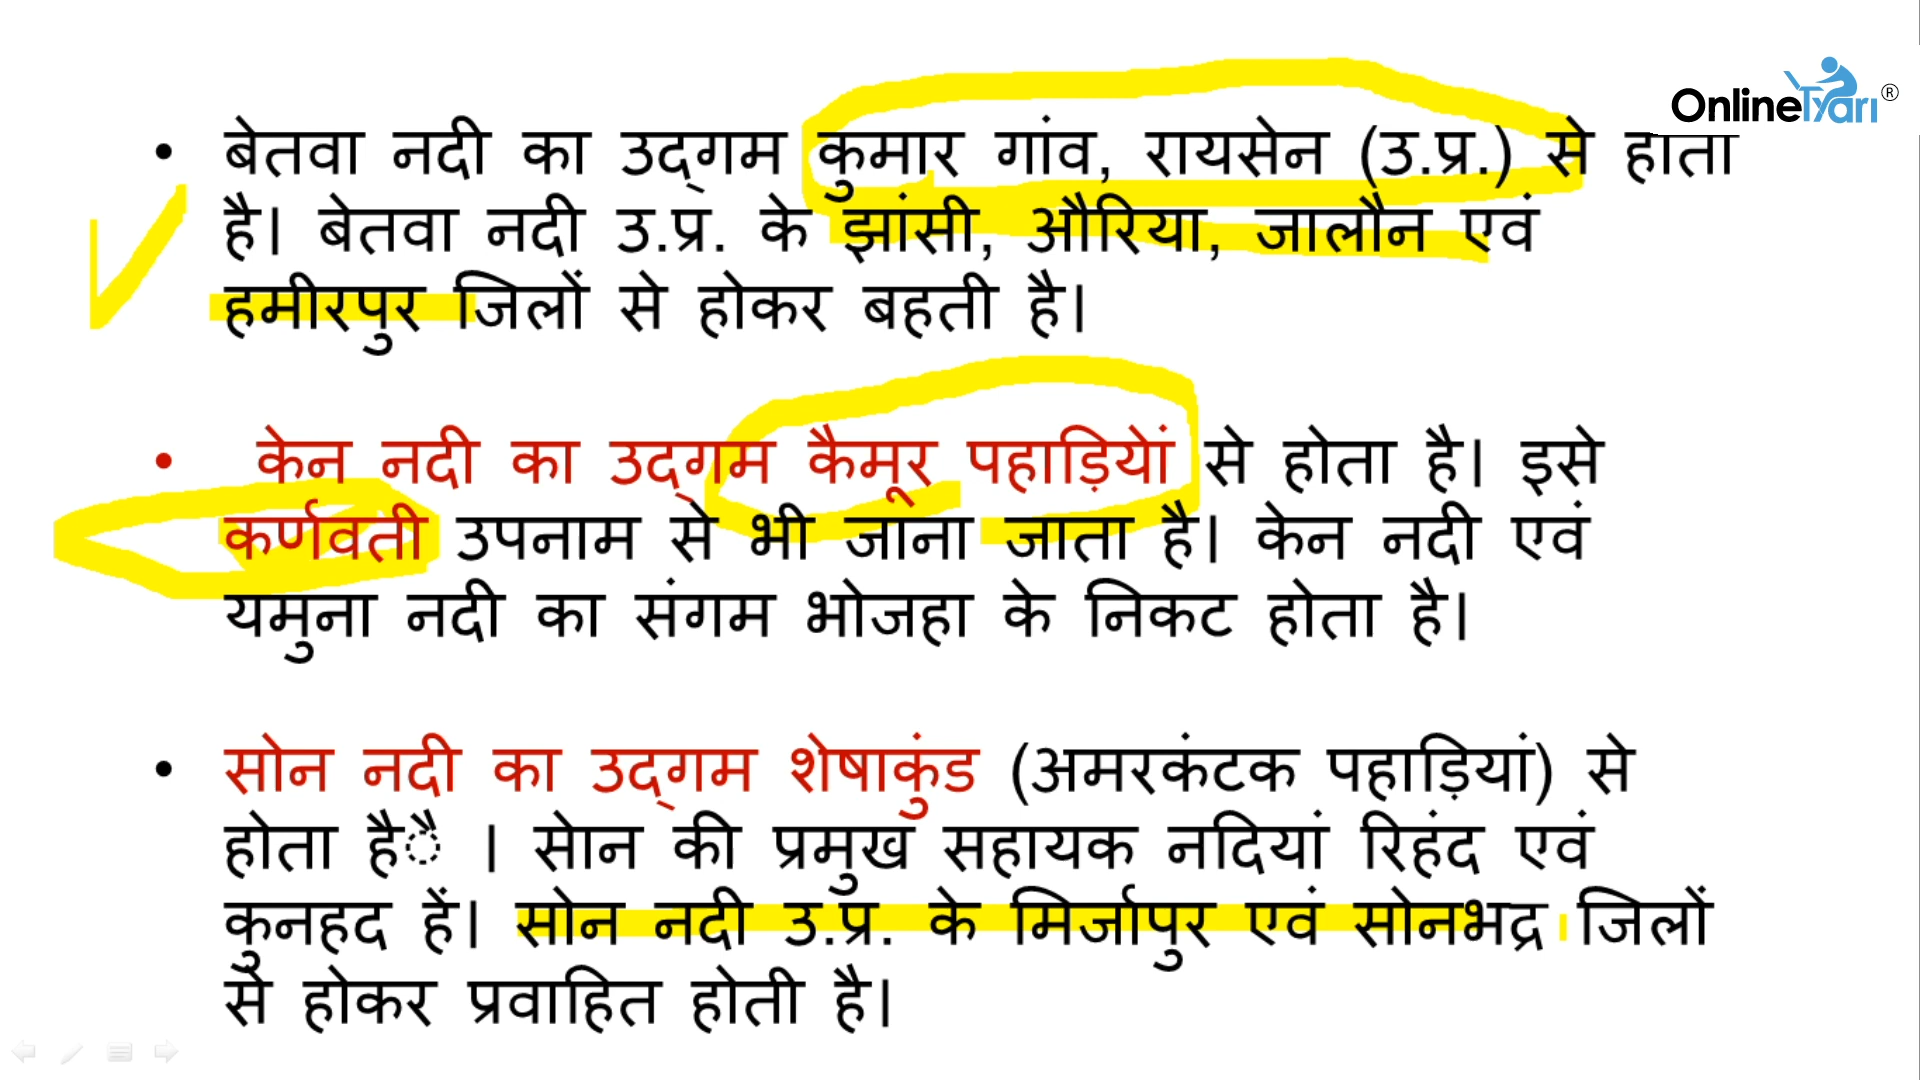 OnlineTyari ®
• बेतवा नदी का उद्गम कुमार गांव, रायसेन (उ.प्र.) से होता
है। बेतवा नदी उ.प्र. के झांसी, औरिया, जालौन एवं
हमीरपुर जिलों से होकर बहती है।
• केन नदी का उद्गम कैमूर पहाड़ियेां से होता है। इसे
कर्णवती उपनाम से भी जाना जाता है। केन नदी एवं
यमुना नदी का संगम भोजहा के निकट होता है।
• सोन नदी का उद्गम शेषाकुंड (अमरकंटक पहाड़ियां) से
होता हैै । सेान की प्रमुख सहायक नदियां रिहंद एवं
कुनहद हें। सोन नदी उ.प्र. के मिर्जापुर एवं सोनभद्र जिलों
से होकर प्रवाहित होती है।